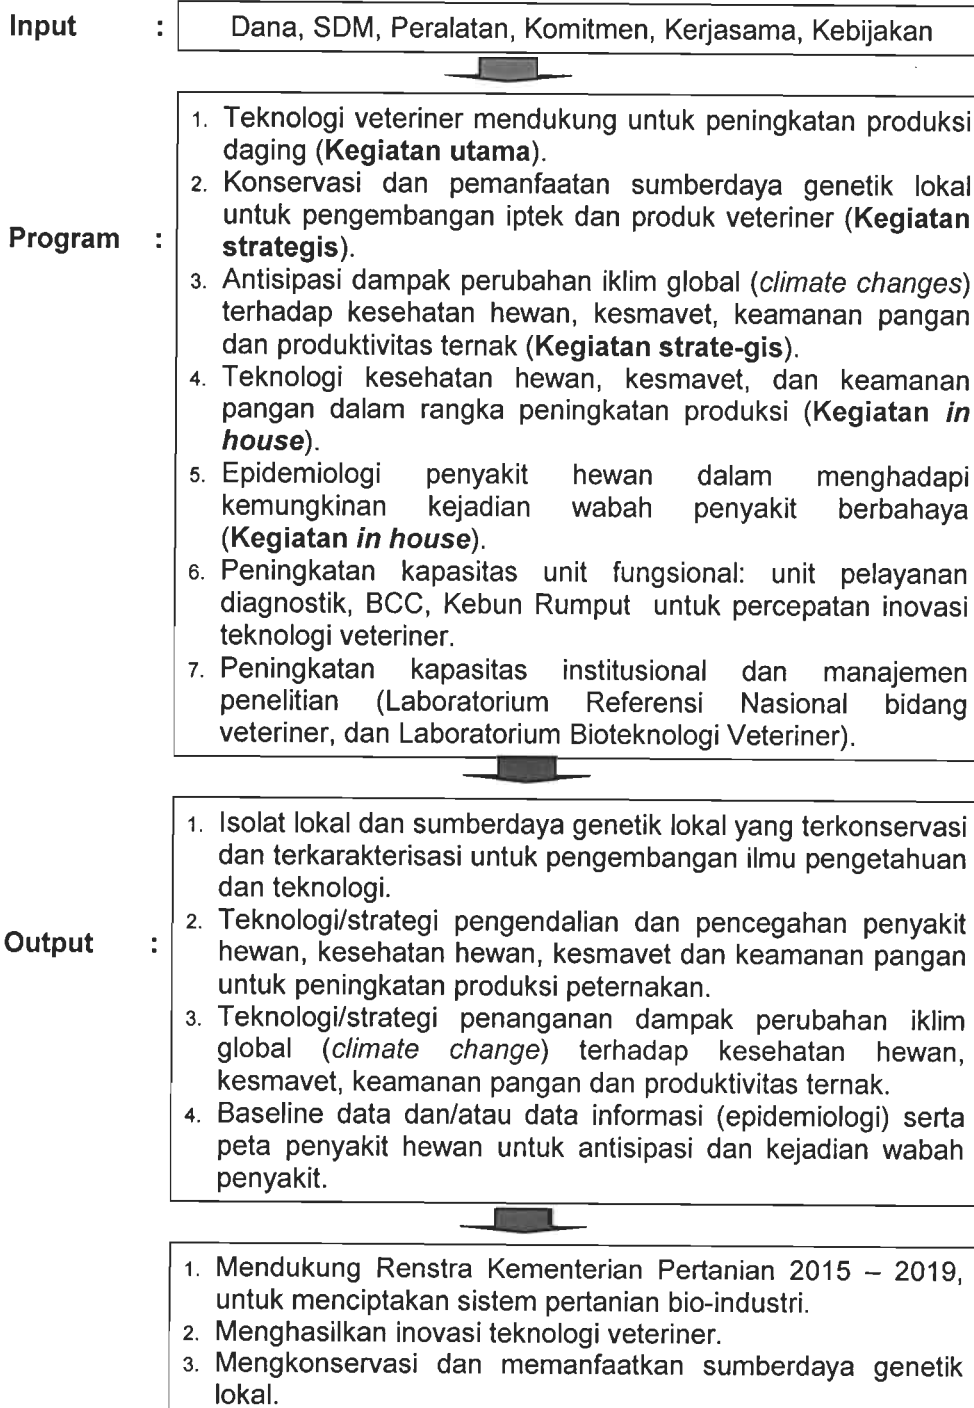 Input : Dana, SDM, Peralatan, Komitmen, Kerjasama, Kebijakan
1. Teknologi veteriner mendukung untuk peningkatan produksi
daging (Kegiatan utama).
2. Konservasi dan pemanfaatan sumberdaya genetik lokal
untuk pengembangan iptek dan produk veteriner (Kegiatan
Program : strategis).
3. Antisipasi dampak perubahan iklim global (climate changes)
terhadap kesehatan hewan, kesmavet, keamanan pangan
dan produktivitas ternak (Kegiatan strate-gis).
4. Teknologi kesehatan hewan, kesmavet, dan keamanan
pangan dalam rangka peningkatan produksi (Kegiatan in
house).
5. Epidemiologi penyakit hewan dalam menghadapi
kemungkinan kejadian wabah penyakit berbahaya
(Kegiatan in house).
6. Peningkatan kapasitas unit fungsional: unit pelayanan
diagnostik, BCC, Kebun Rumput untuk percepatan inovasi
teknologi veteriner.
7. Peningkatan kapasitas institusional dan manajemen
penelitian (Laboratorium Referensi Nasional bidang
veteriner, dan Laboratorium Bioteknologi Veteriner).
1. Isolat lokal dan sumberdaya genetik lokal yang terkonservasi
dan terkarakterisasi untuk pengembangan ilmu pengetahuan
dan teknologi.
2. Teknologi/strategi pengendalian dan pencegahan penyakit
Output : hewan, kesehatan hewan, kesmavet dan keamanan pangan
untuk peningkatan produksi peternakan.
3. Teknologi/strategi penanganan dampak perubahan iklim
global (climate change) terhadap kesehatan hewan,
kesmavet, keamanan pangan dan produktivitas ternak.
4. Baseline data dan/atau data informasi (epidemiologi) serta
peta penyakit hewan untuk antisipasi dan kejadian wabah
penyakit.
1. Mendukung Renstra Kementerian Pertanian 2015 – 2019,
untuk menciptakan sistem pertanian bio-industri.
2. Menghasilkan inovasi teknologi veteriner.
3. Mengkonservasi dan memanfaatkan sumberdaya genetik
lokal.